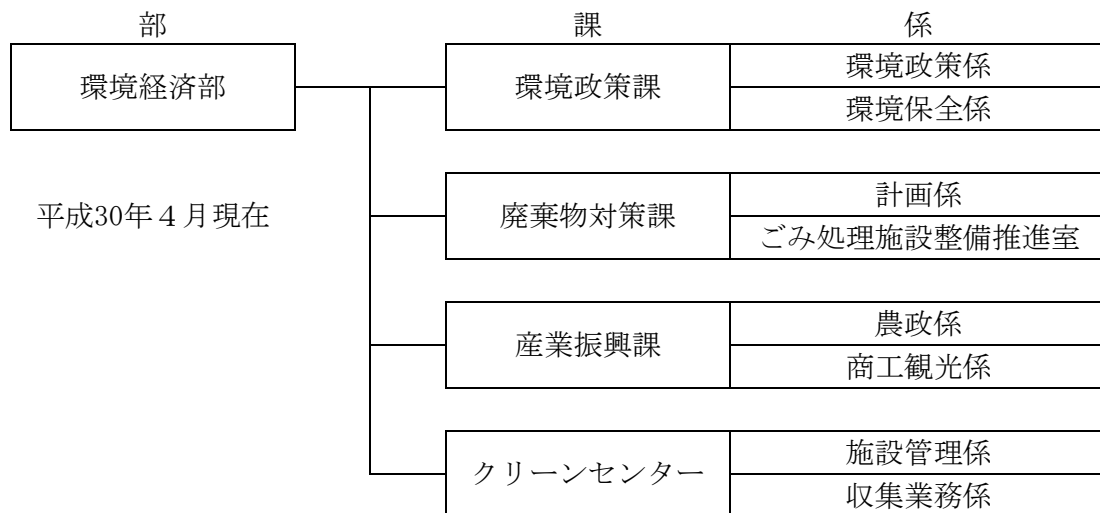 部 課 係
環境経済部 環境政策課 環境政策係
環境保全係
平成30年４月現在 廃棄物対策課 計画係
ごみ処理施設整備推進室
産業振興課 農政係
商工観光係
クリーンセンター 施設管理係
収集業務係